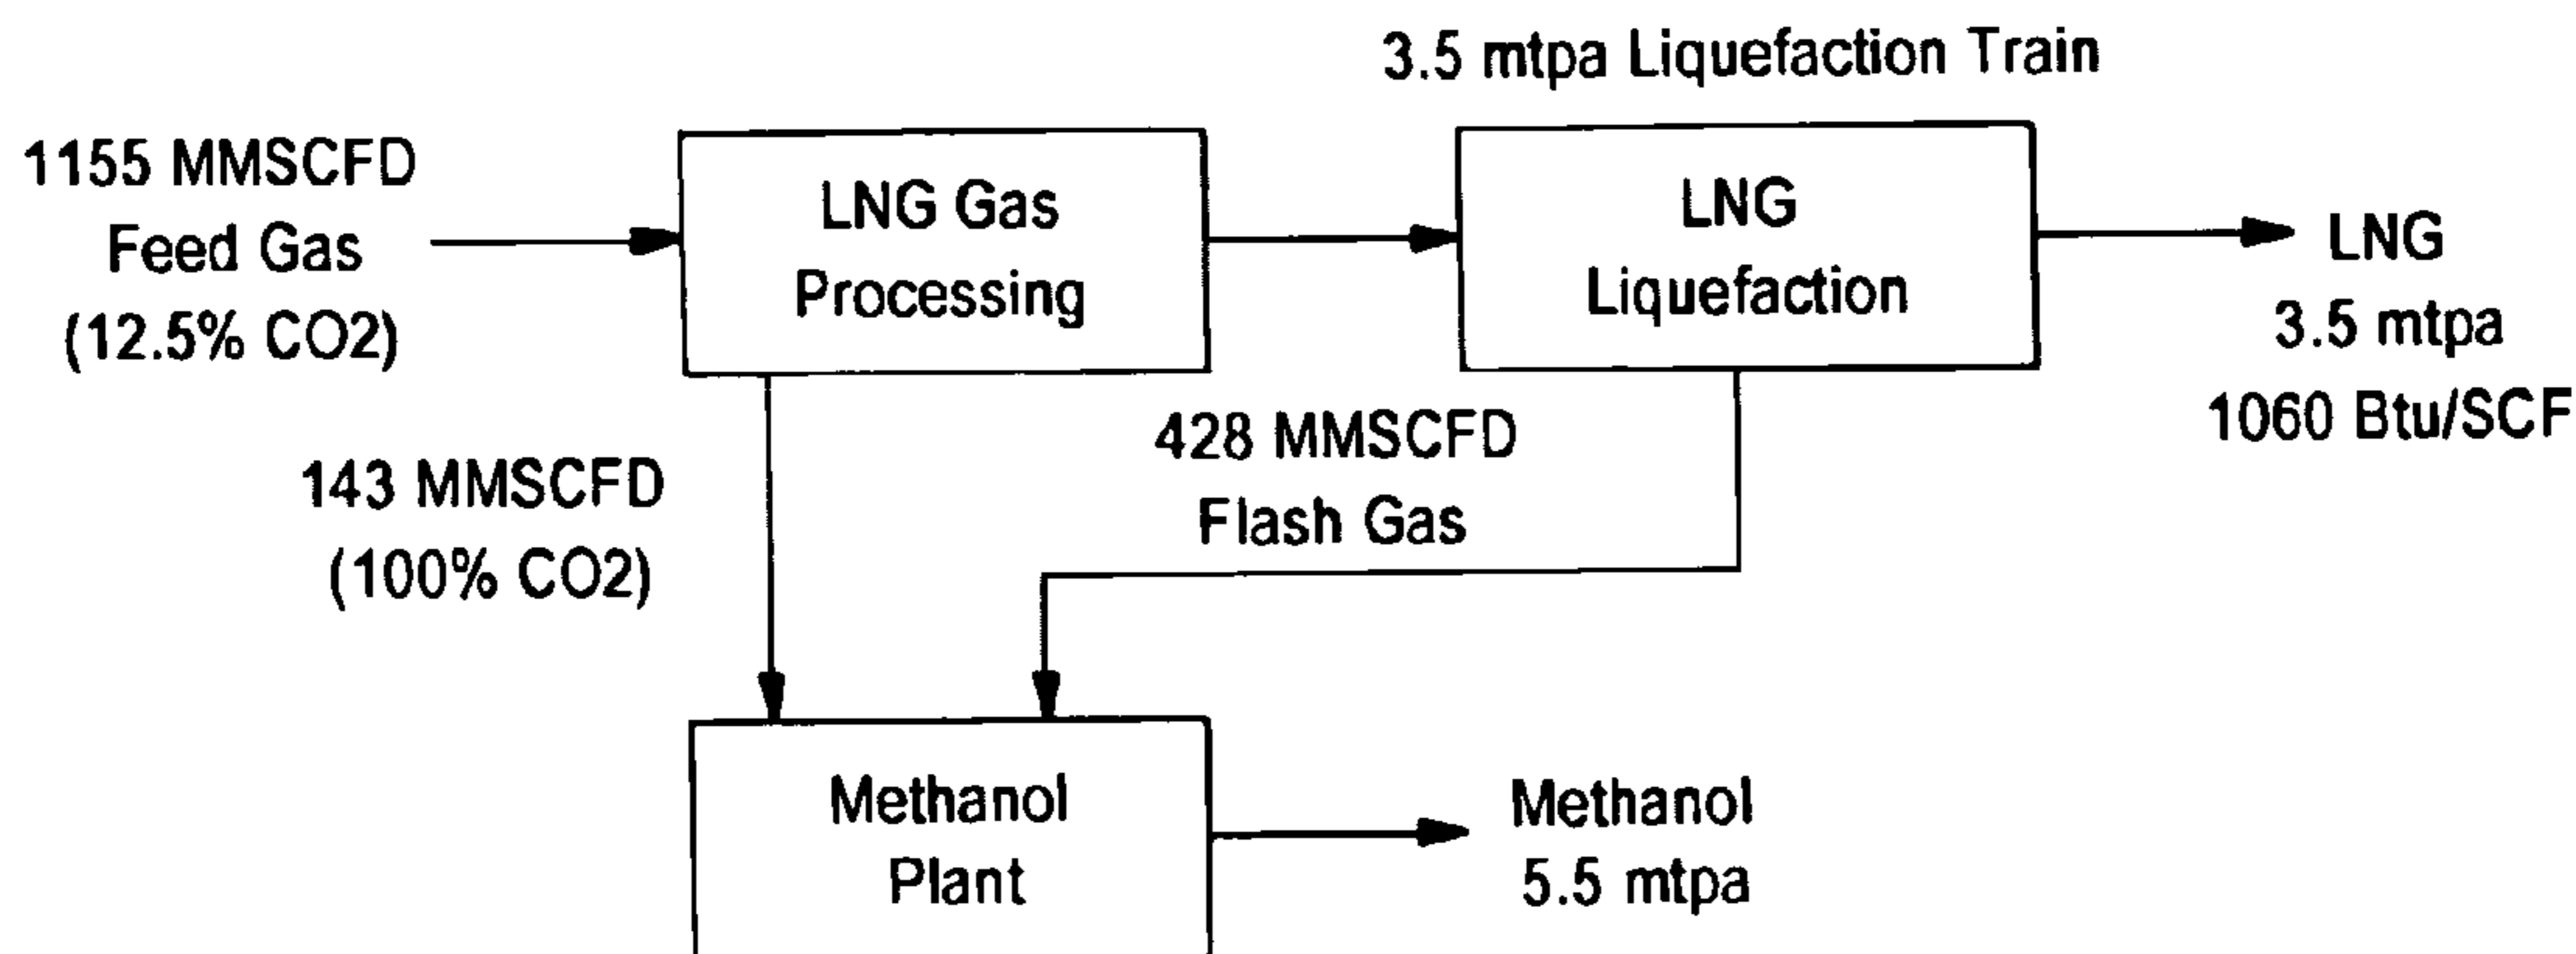 3.5 mtpa Liquefaction Train
1155 MMSCFD
Feed Gas
(12.5% CO2)
LNG Gas
Processing
LNG
Liquefaction
LNG
3.5 mtpa
1060 Btu/SCF
143 MMSCFD
(100% CO2)
428 MMSCFD
Flash Gas
Methanol
Plant
Methanol
5.5 mtpa